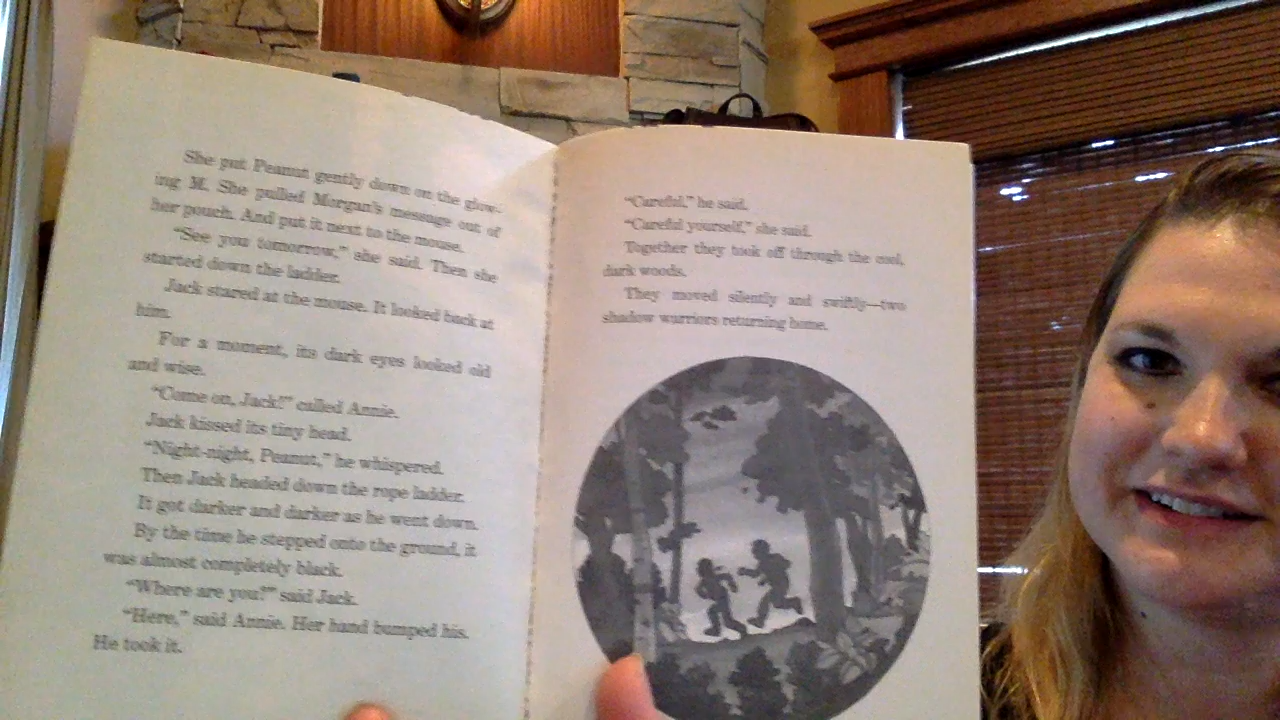 She put Peanut gently down on the glow-
ing M. She pulled Morgan's message out of
her pouch. And put it next to the mouse.
"See you tomorrow," she said. Then she
started down the ladder.
Jack stared at the mouse. It looked back at
him.
For a moment, its dark eyes looked old
and wise.
"Come on, Jack!" called Annie.
Jack kissed its tiny head.
"Night-night, Peanut," he whispered.
Then Jack headed down the rope ladder.
It got darker and darker as he went down.
By the time he stepped onto the ground, it
was almost completely black.
"Where are you?" said Jack.
"Here," said Annie. Her hand bumped his.
He took it.
"Careful," he said.
"Careful yourself," she said.
Together they took off through the cool,
dark woods.
They moved silently and swiftly—two
shadow warriors returning home.